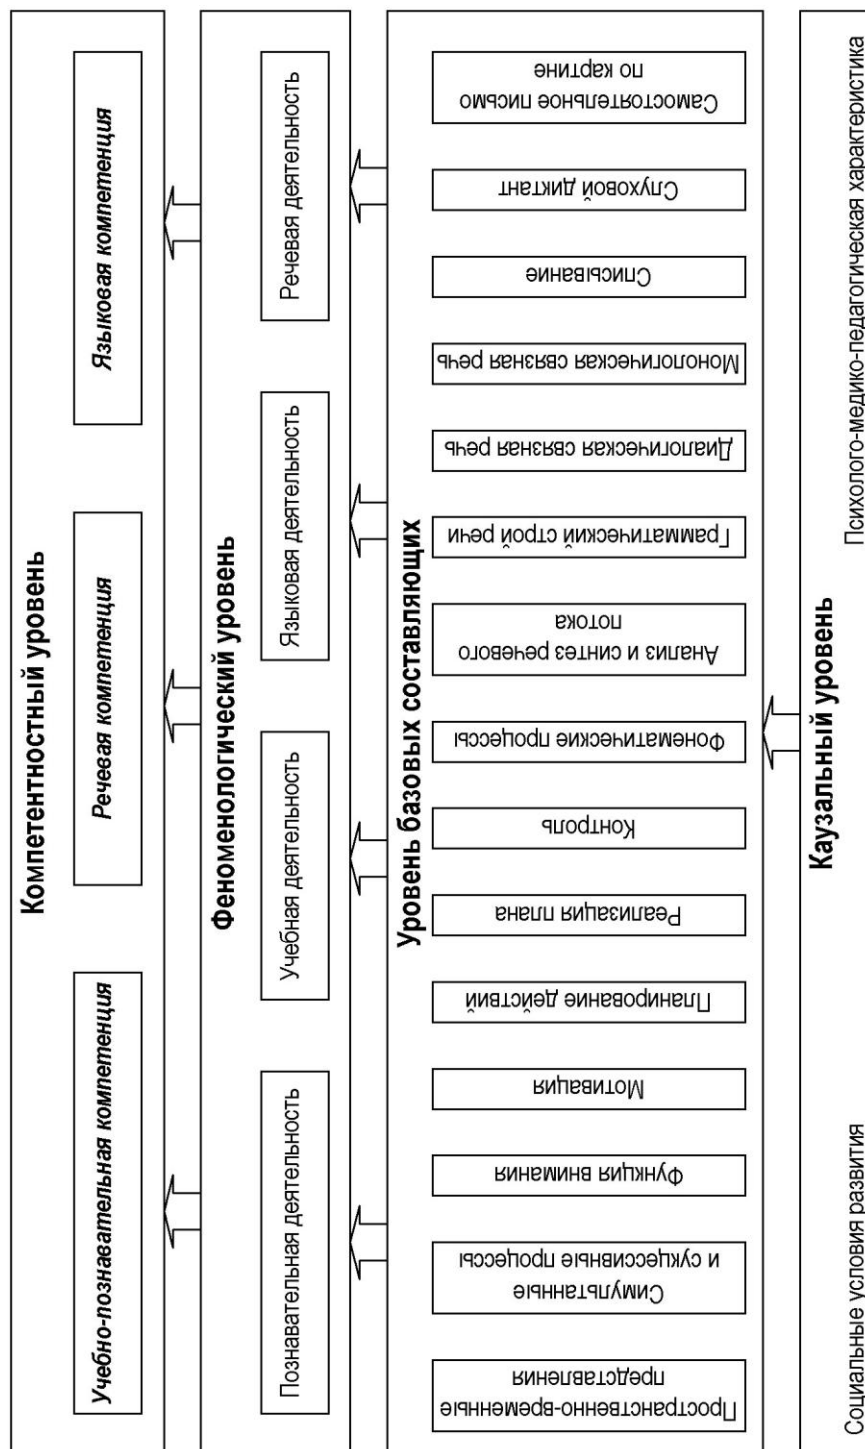 Компетентностный уровень
Учебно-познавательная компетенция
Речевая компетенция
Языковая компетенция
Феноменологический уровень
Познавательная деятельность
Учебная деятельность
Языковая деятельность
Речевая деятельность
Уровень базовых составляющих
Пространственно-временные
представления
Симультанные
и сукцессивные процессы
Функция внимания
Мотивация
Планирование действий
Реализация плана
Контроль
Фонематические процессы
Анализ и синтез речевого
потока
Грамматический строй речи
Диалогическая связная речь
Монологическая связная речь
Списывание
Слуховой диктант
Самостоятельное письмо
по картине
Каузальный уровень
Социальные условия развития
Психолого-медико-педагогическая характеристика